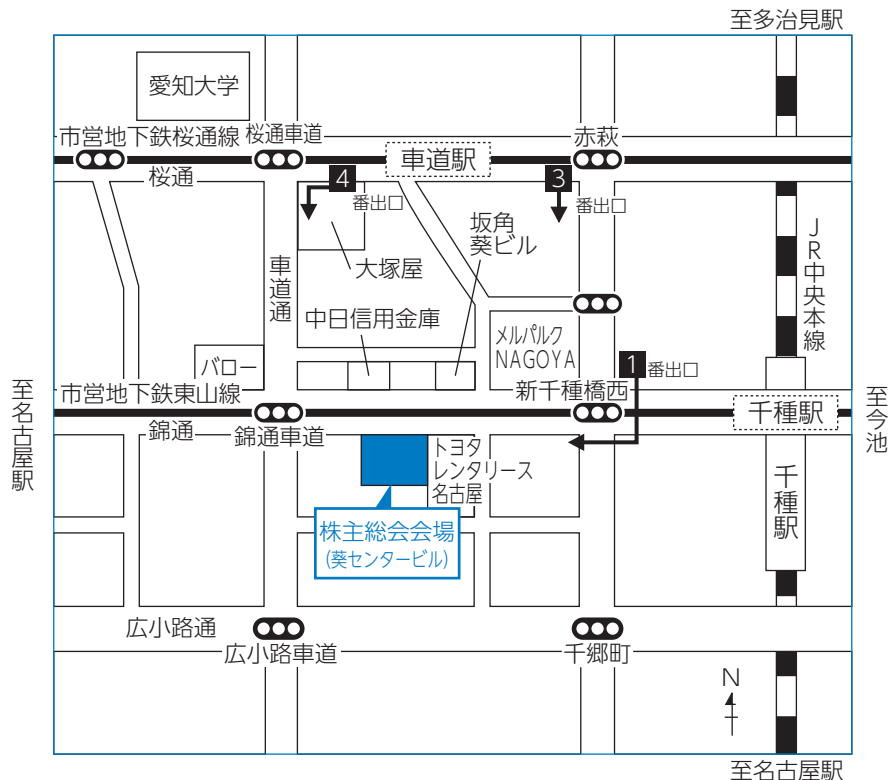 至多治見駅
愛知大学
市営地下鉄桜通線
桜通車道
車道駅
赤萩
桜通
4
番出口
3
番出口
坂角
葵ビル
大塚屋
車道通
JR中央本線
中日信用金庫
メルパルク
NAGOYA
バロー
1
番出口
市営地下鉄東山線
新千種橋西
千種駅
至名古屋駅
至今池
錦通
錦通車道
トヨタ
レンタリース
名古屋
千種駅
株主総会会場
(葵センタービル)
広小路通
広小路車道
千郷町
N
至名古屋駅